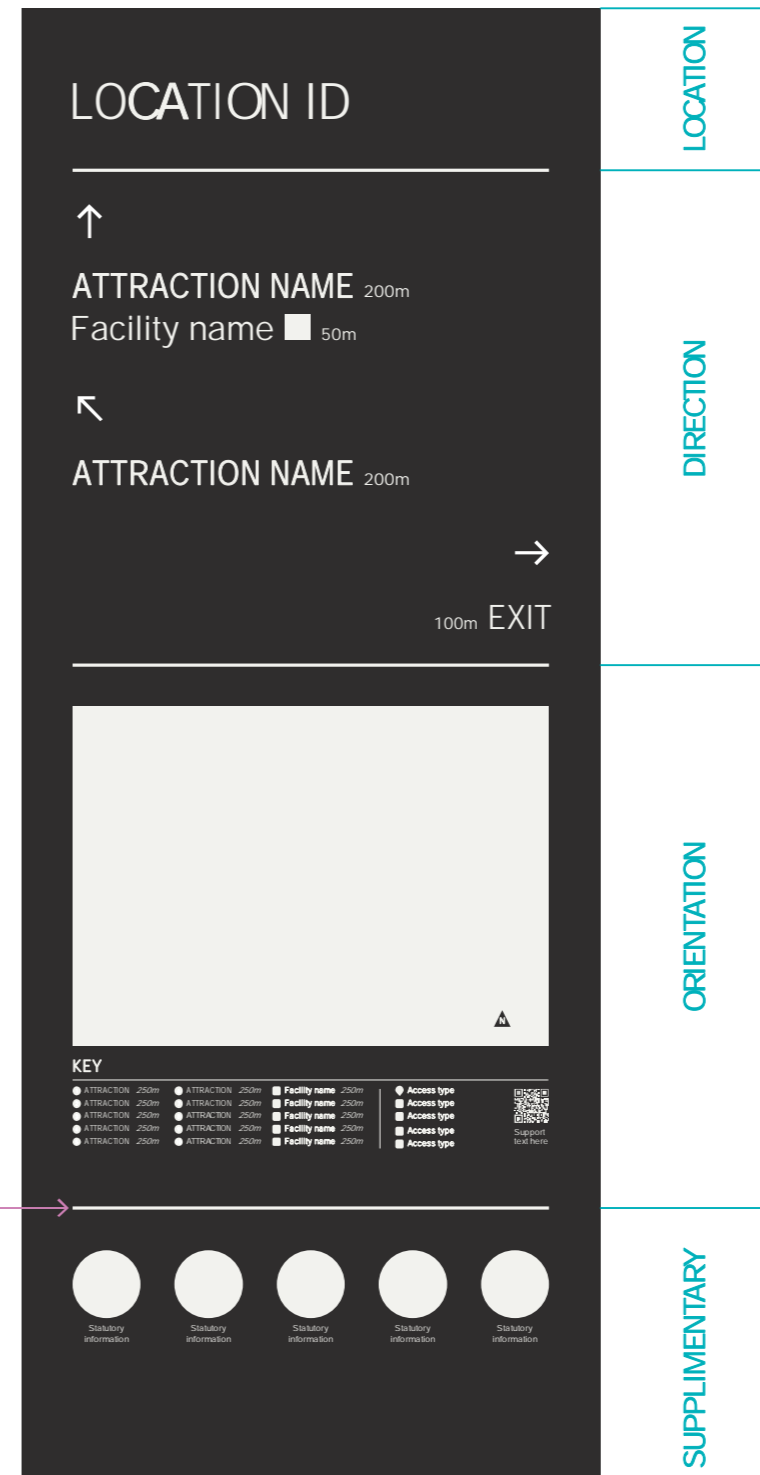 LOCATION ID
LOCATION
ATTRACTION NAME 200m
Facility name 50m
ATTRACTION NAME 200m
100m EXIT
DIRECTION
N
KEY
ATTRACTION 250m ATTRACTION 250m Facility name 250m Access type
ATTRACTION 250m ATTRACTION 250m Facility name 250m Access type
ATTRACTION 250m ATTRACTION 250m Facility name 250m Access type
ATTRACTION 250m ATTRACTION 250m Facility name 250m Access type
ATTRACTION 250m ATTRACTION 250m Facility name 250m Access type
Support
text here
ORIENTATION
Statutory
information
Statutory
information
Statutory
information
Statutory
information
Statutory
information
SUPPLIMENTARY